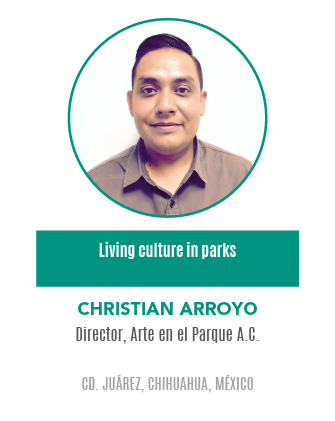 Living culture in parks
CHRISTIAN ARROYO
Director, Arte en el Parque A.C.
CD. JUÁREZ, CHIHUAHUA, MÉXICO